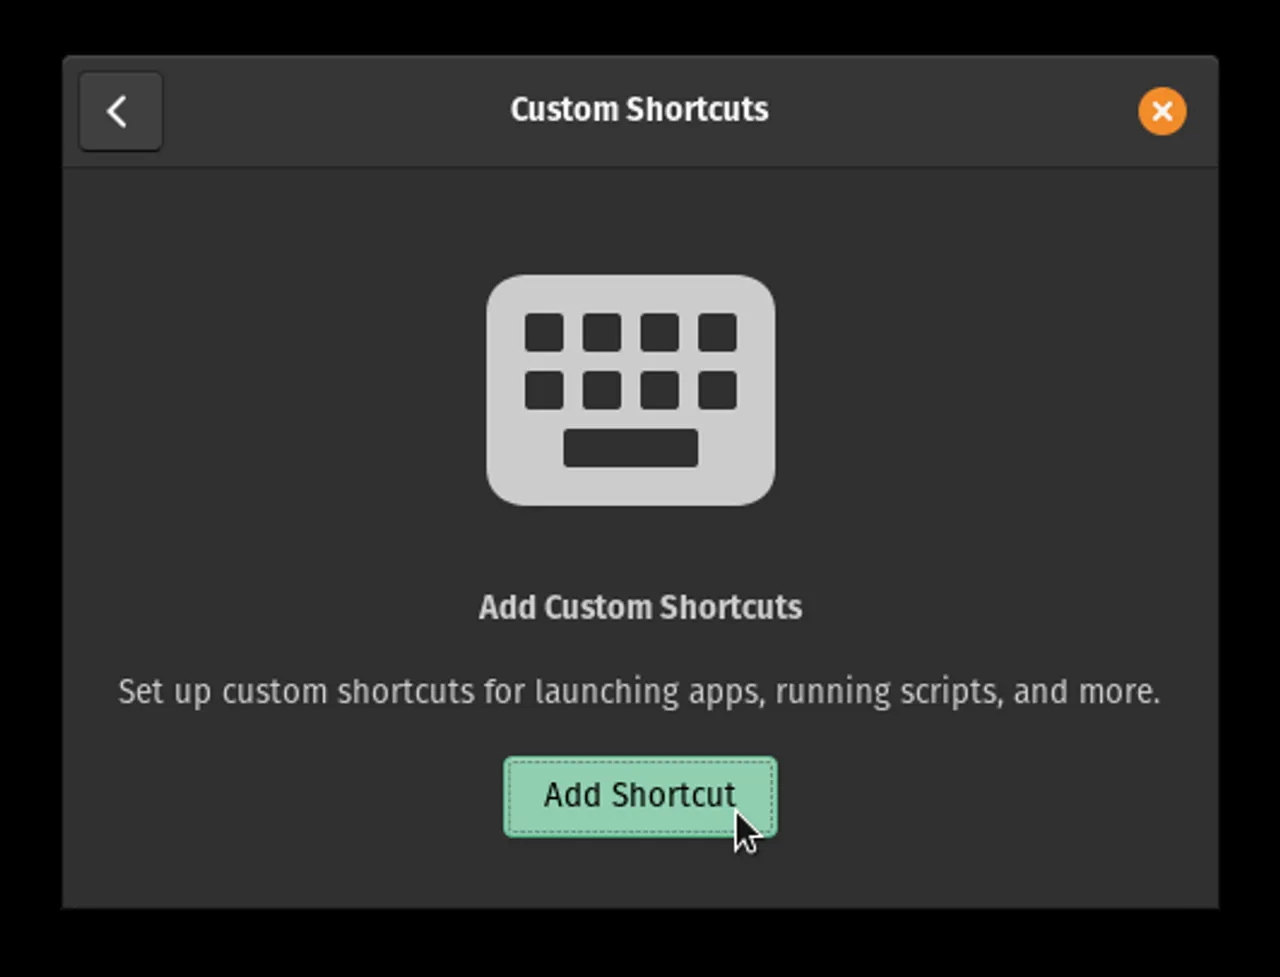 Custom Shortcuts
Add Custom Shortcuts
Set up custom shortcuts for launching apps, running scripts, and more.
Add Shortcut